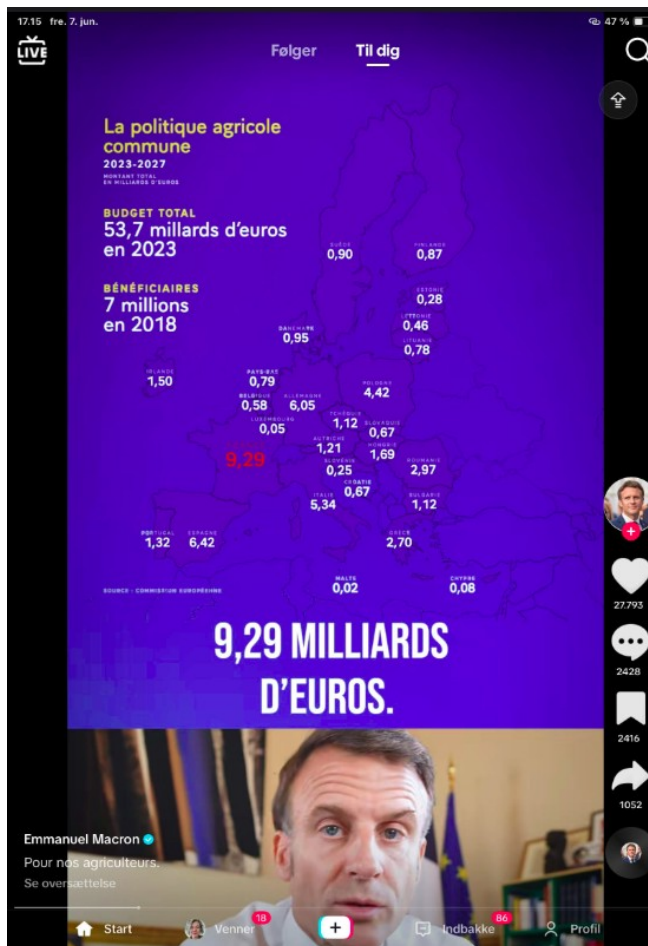 17.15 fre. 7. jun.
47 %
LIVE
Følger
Til dig
La politique agricole
commune
2023-2027
MONTANT TOTAL
EN MILLIARDS D'EUROS
BUDGET TOTAL
53,7 millards d'euros
en 2023
BÉNÉFICIAIRES
7 millions
en 2018
SUÈDE
0,90
FINLANDE
0,87
ESTONIE
0,28
LETTONIE
0,46
LITUANIE
0,78
DANEMARK
0,95
IRLANDE
1,50
PAYS-BAS
0,79
BELGIQUE
0,58
ALLEMAGNE
6,05
POLOGNE
4,42
LUXEMBOURG
0,05
TCHÉQUIE
1,12
SLOVAQUIE
0,67
9,29
AUTRICHE
1,21
HONGRIE
1,69
SLOVÉNIE
0,25
ROUMANIE
2,97
CROATIE
0,67
ITALIE
5,34
BULGARIE
1,12
PORTUGAL
1,32
ESPAGNE
6,42
GRÈCE
2,70
MALTE
0,02
CHYPRE
0,08
SOURCE : COMMISSION EUROPÉENNE
9,29 MILLIARDS
D'EUROS.
27.793
2428
2416
1052
Emmanuel Macron
Pour nos agriculteurs.
Se oversættelse
Start
Venner
18
Indbakke
86
Profil